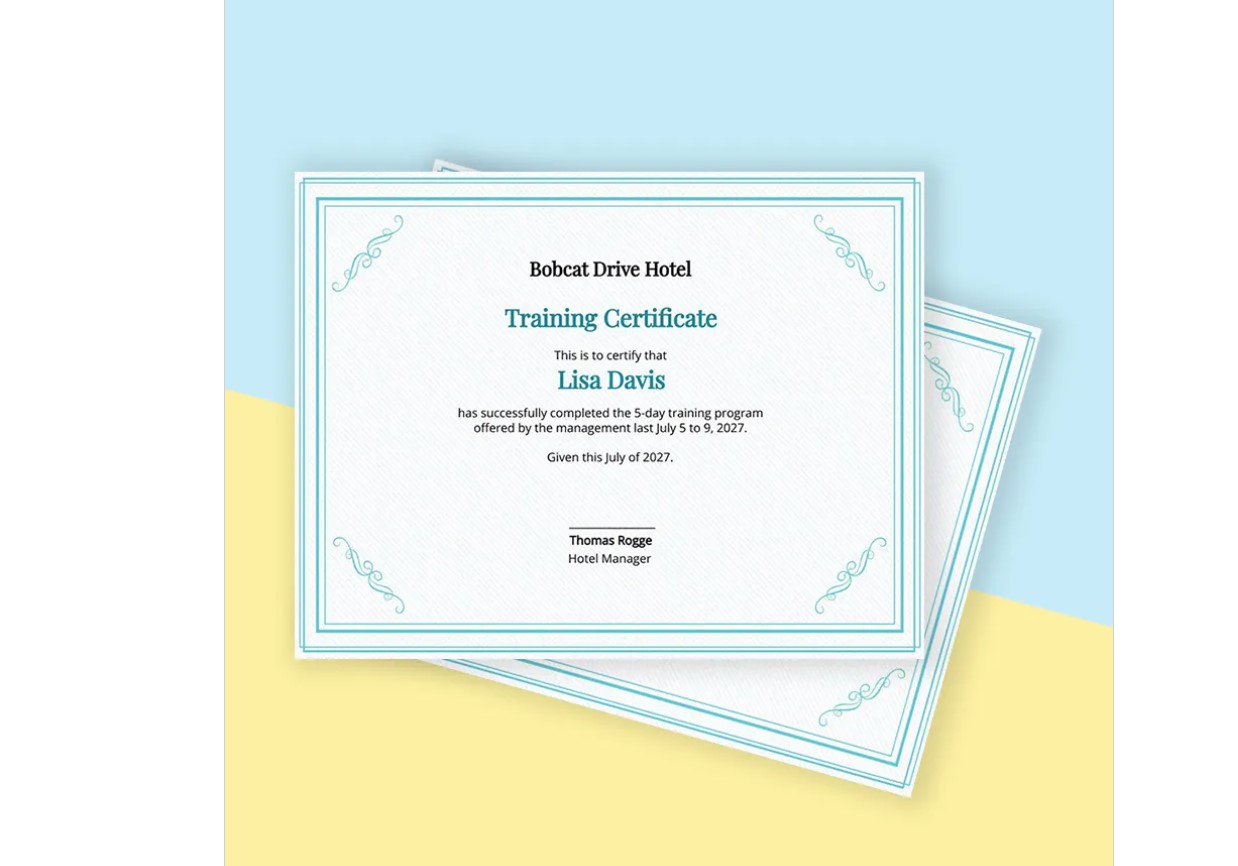 Bobcat Drive Hotel
Training Certificate
This is to certify that
Lisa Davis
has successfully completed the 5-day training program
offered by the management last July 5 to 9, 2027.
Given this July of 2027.
Thomas Rogge
Hotel Manager